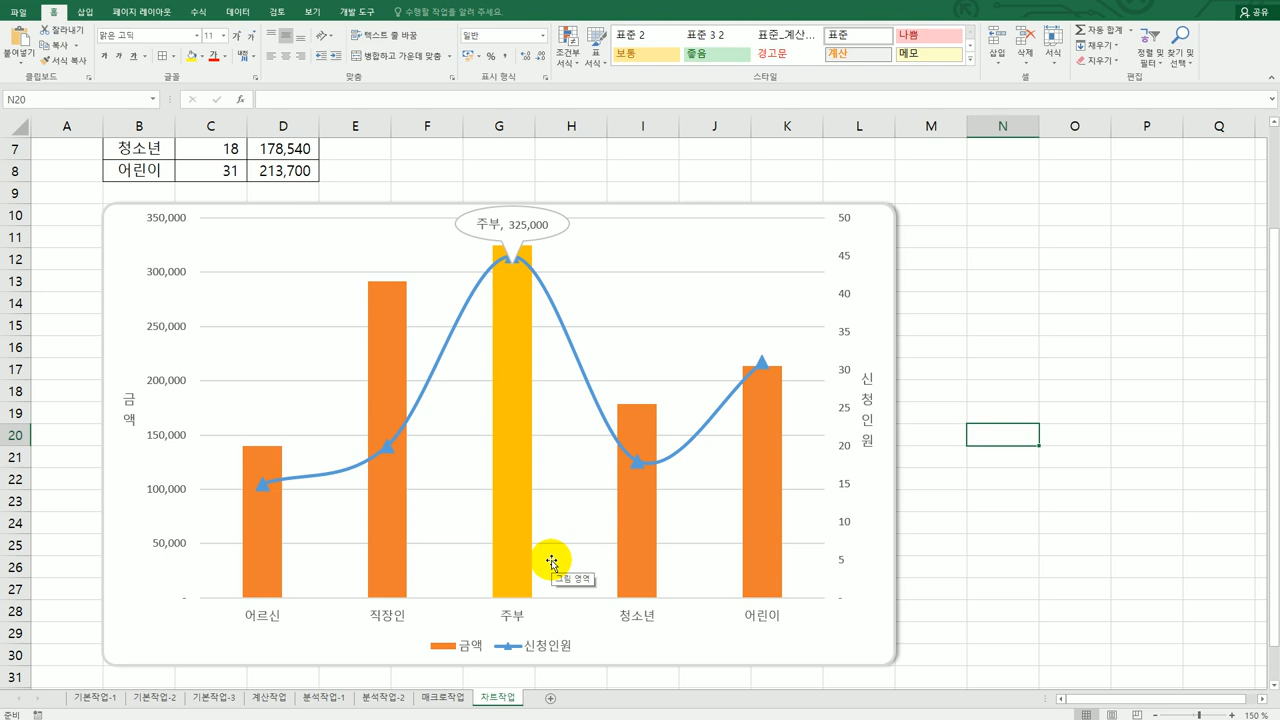 파일 홈 삽입 페이지 레이아웃 수식 데이터 검토 보기 개발 도구 수행할 작업을 알려 주세요. 공유
붙여넣기 잘라내기 복사 서식 복사
맑은 고딕 11 가 가
가 가 가 가
텍스트 줄 바꿈
병합하고 가운데 맞춤
일반
%
조건부 서식 표 서식
표준 2 표준 3 2 표준_계산... 표준 나쁨
보통 좋음 경고문 계산 메모
삽입 삭제 서식
자동 합계 채우기 지우기
정렬 및 필터 찾기 및 선택
클립보드 글꼴 맞춤 표시 형식 스타일 셀 편집
N20 fx
A B C D E F G H I J K L M N O P Q
7 청소년 18 178,540
8 어린이 31 213,700
9
10
11
12
13
14
15
16
17
18
19
20
21
22
23
24
25
26
27
28
29
30
31
350,000
300,000
250,000
200,000
150,000
100,000
50,000
-
금액
주부, 325,000
50
45
40
35
30
25
20
15
10
5
-
신청인원
그림 영역
어르신 직장인 주부 청소년 어린이
금액 신청인원
기본작업-1 기본작업-2 기본작업-3 계산작업 분석작업-1 분석작업-2 매크로작업 차트작업
준비 150 %